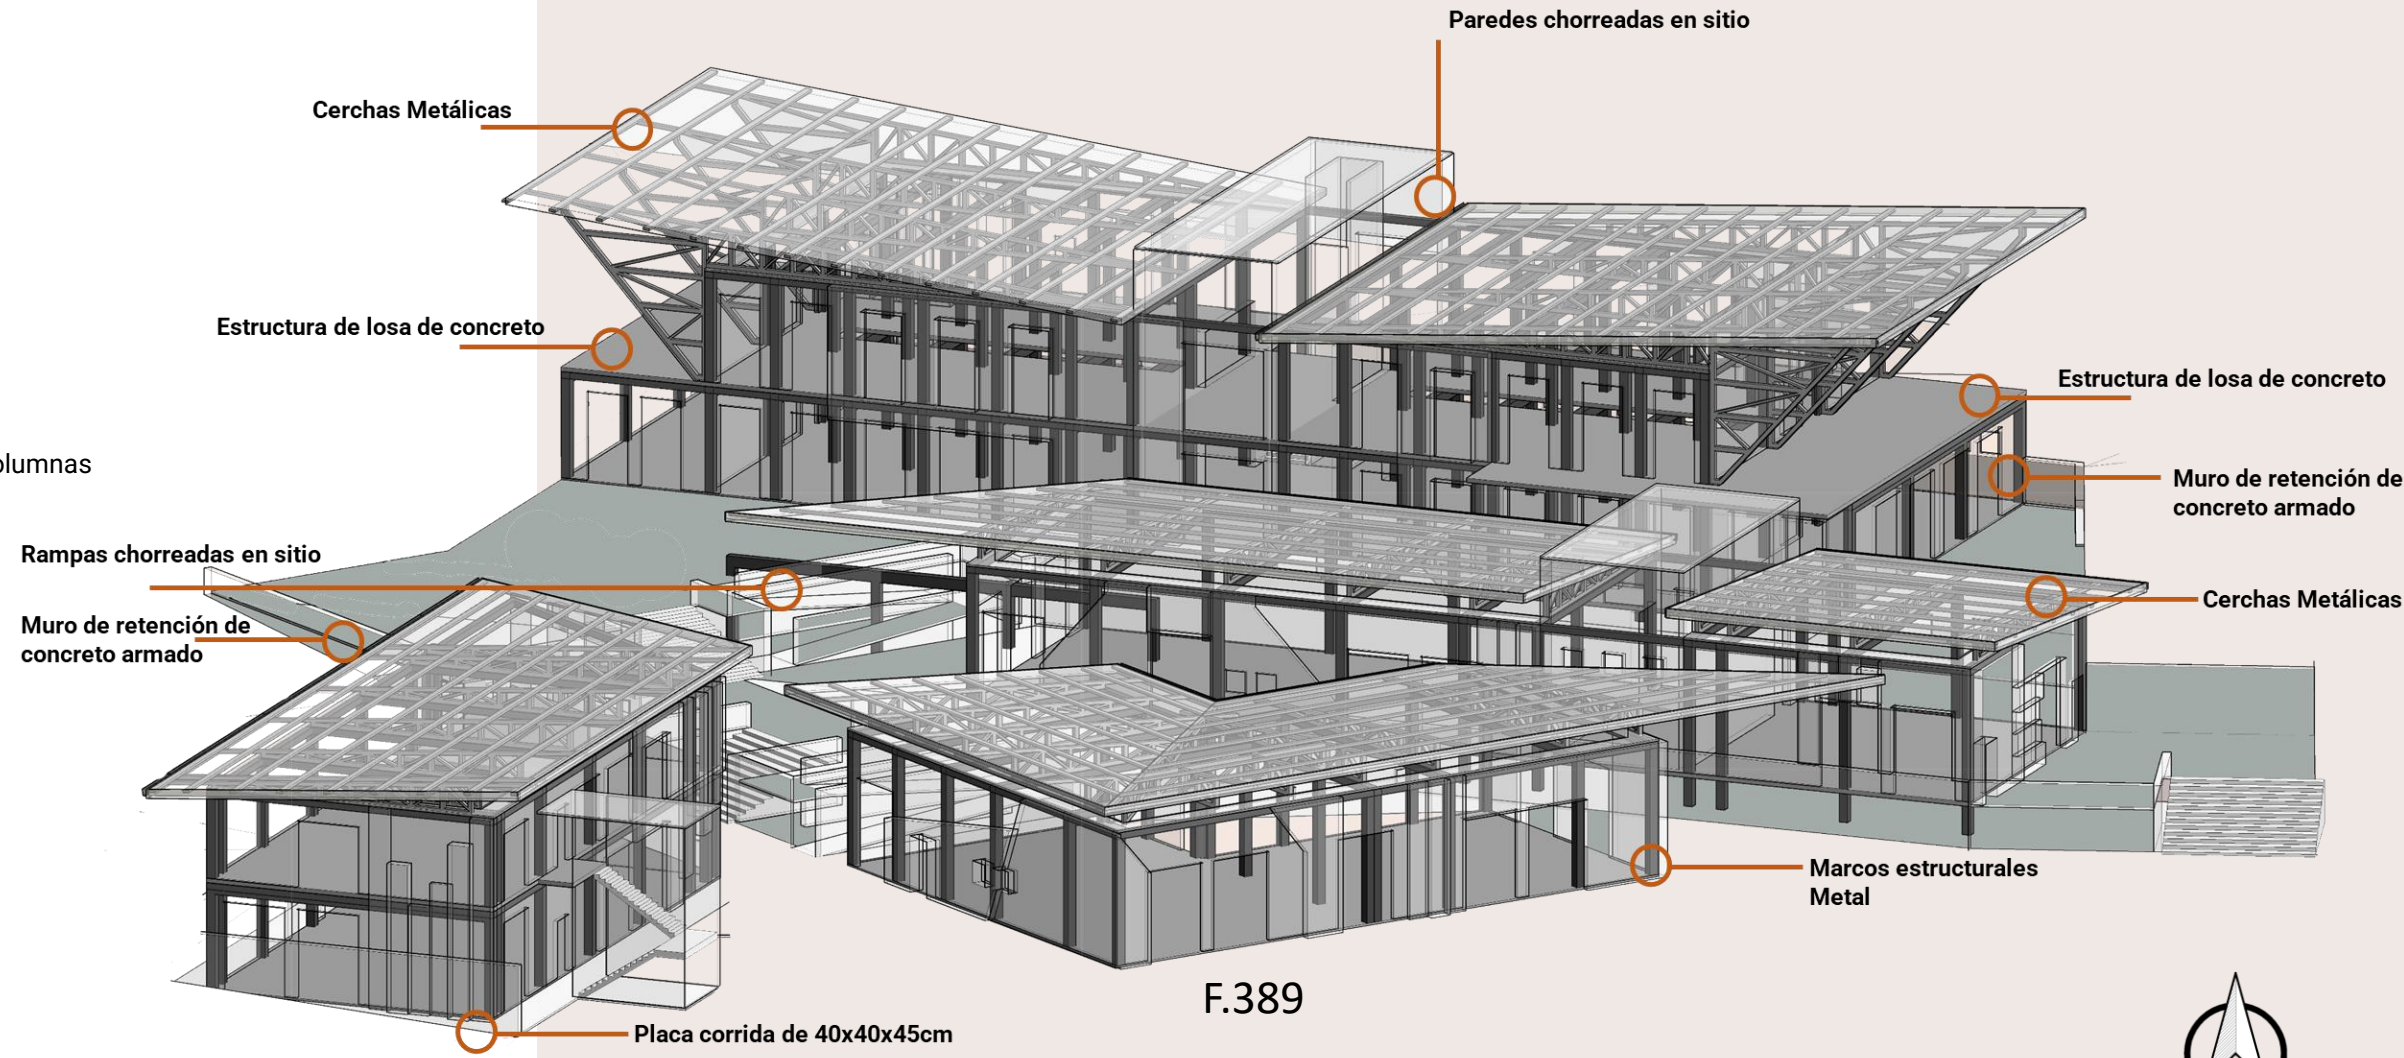 Paredes chorreadas en sitio
Cerchas Metálicas
Estructura de losa de concreto
Estructura de losa de concreto
olumnas
Muro de retención de
concreto armado
Rampas chorreadas en sitio
Cerchas Metálicas
Muro de retención de
concreto armado
Marcos estructurales
Metal
F.389
Placa corrida de 40x40x45cm